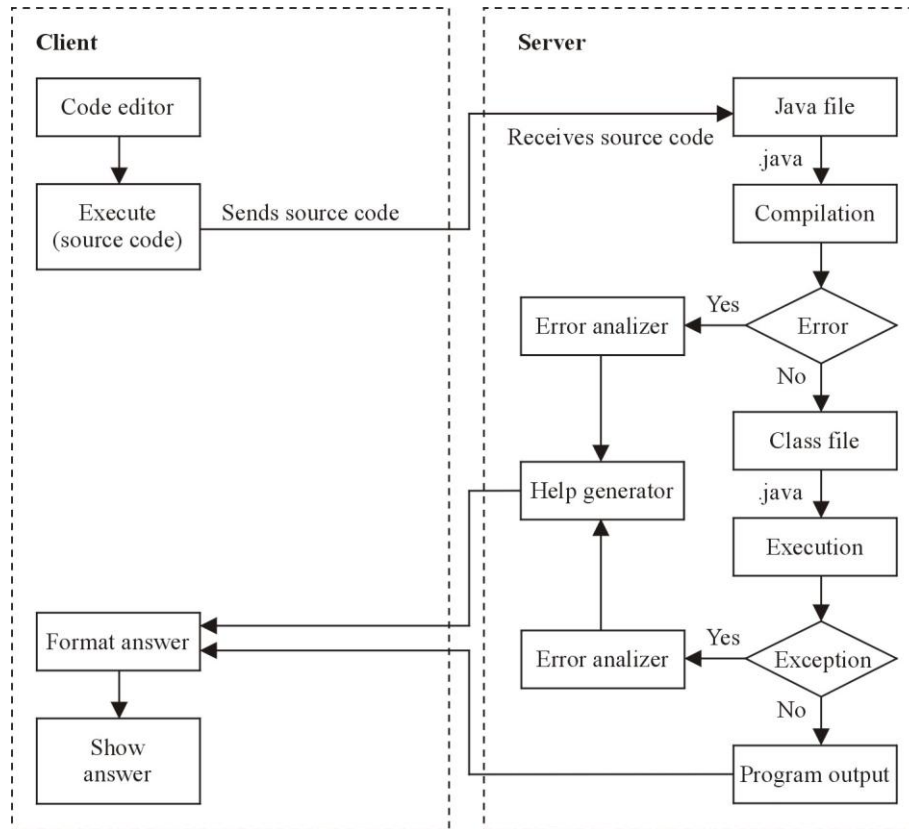 Client
Code editor
Execute
(source code)
Sends source code
Format answer
Show
answer
Server
Java file
Receives source code
.java
Compilation
Error
Yes
Error analizer
No
Class file
Help generator
.java
Execution
Exception
Yes
Error analizer
No
Program output